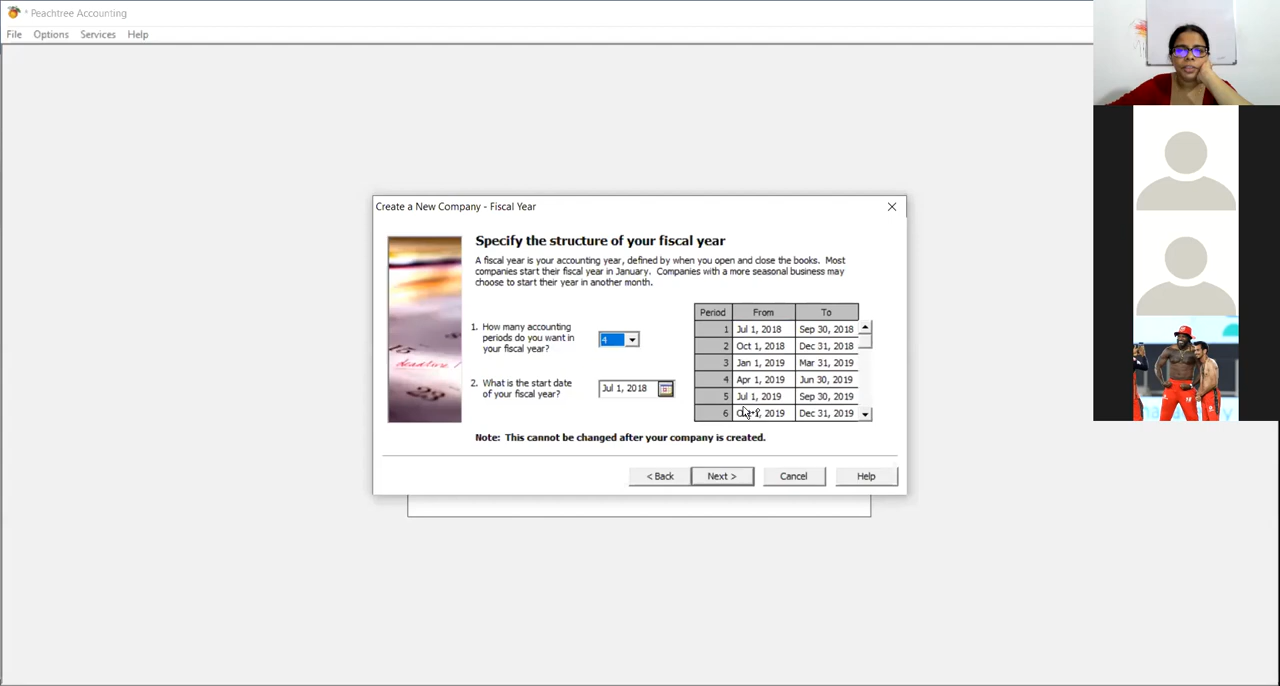 * Peachtree Accounting
File Options Services Help
Create a New Company - Fiscal Year
Specify the structure of your fiscal year
A fiscal year is your accounting year, defined by when you open and close the books. Most
companies start their fiscal year in January. Companies with a more seasonal business may
choose to start their year in another month.
1. How many accounting
periods do you want in
your fiscal year?
4
2. What is the start date
of your fiscal year?
Jul 1, 2018
Period From To
1 Jul 1, 2018 Sep 30, 2018
2 Oct 1, 2018 Dec 31, 2018
3 Jan 1, 2019 Mar 31, 2019
4 Apr 1, 2019 Jun 30, 2019
5 Jul 1, 2019 Sep 30, 2019
6 Oct 1, 2019 Dec 31, 2019
deadline!
Note: This cannot be changed after your company is created.
< Back Next > Cancel Help